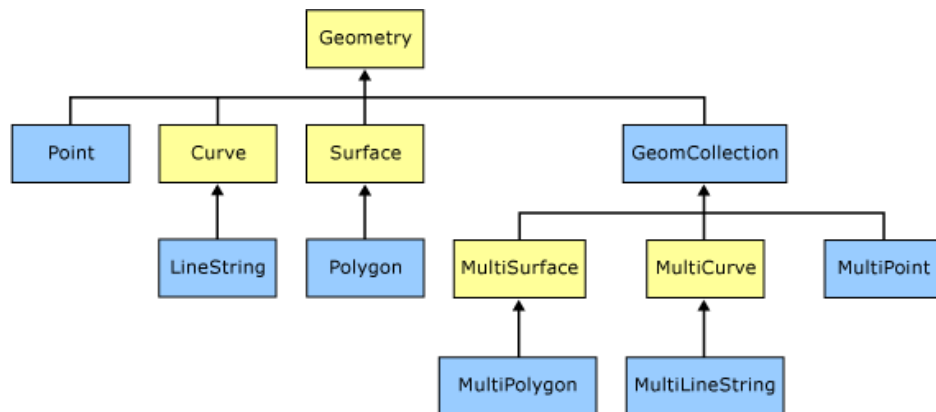 Geometry
Point
Curve
Surface
GeomCollection
LineString
Polygon
MultiSurface
MultiCurve
MultiPoint
MultiPolygon
MultiLineString